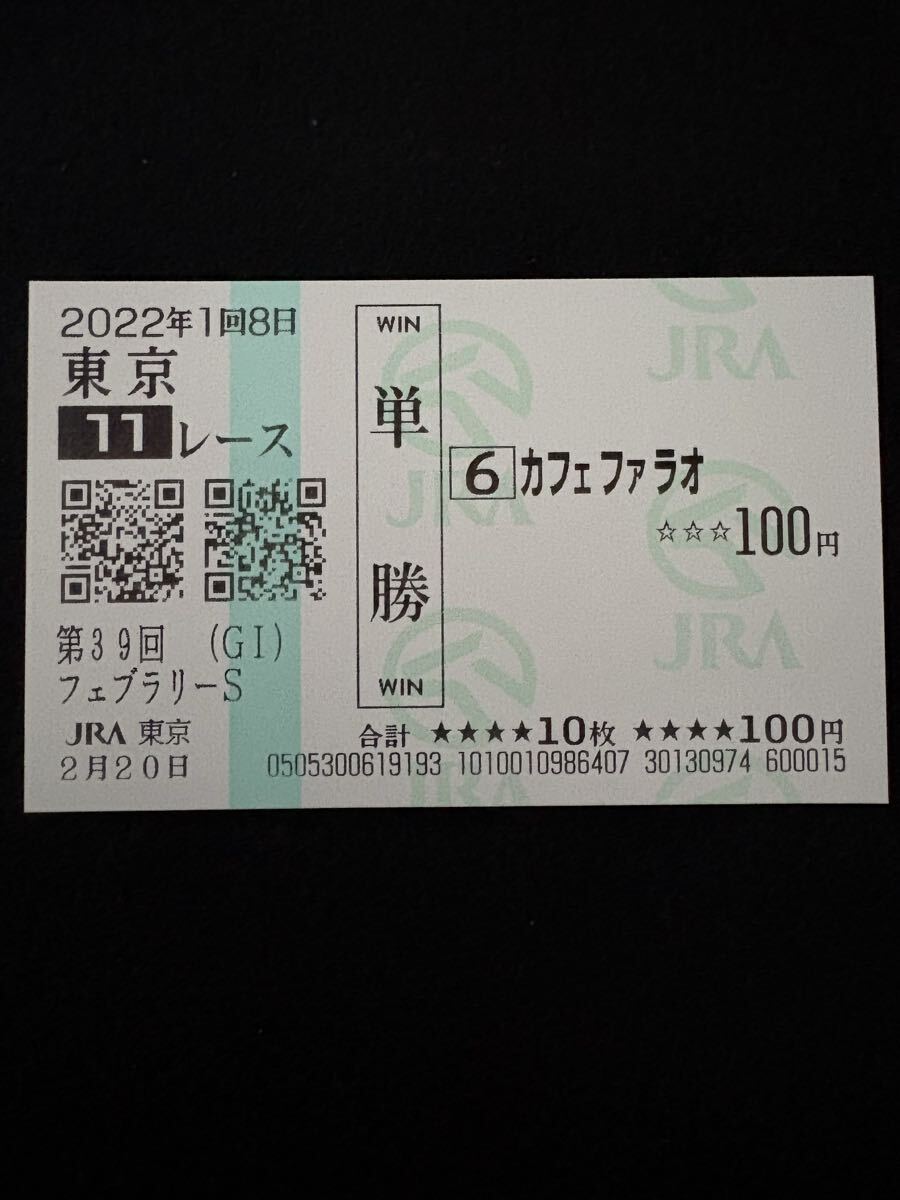 2022年1回8日
東京
11レース
第39回 (GI)
フェブラリーS
JRA 東京
2月20日
WIN
単勝
WIN
6 カフェファラオ
☆☆☆100円
合計 ★★★★10枚 ★★★★100円
0505300619193 1010010986407 30130974 600015
JRA
JRA
JRA